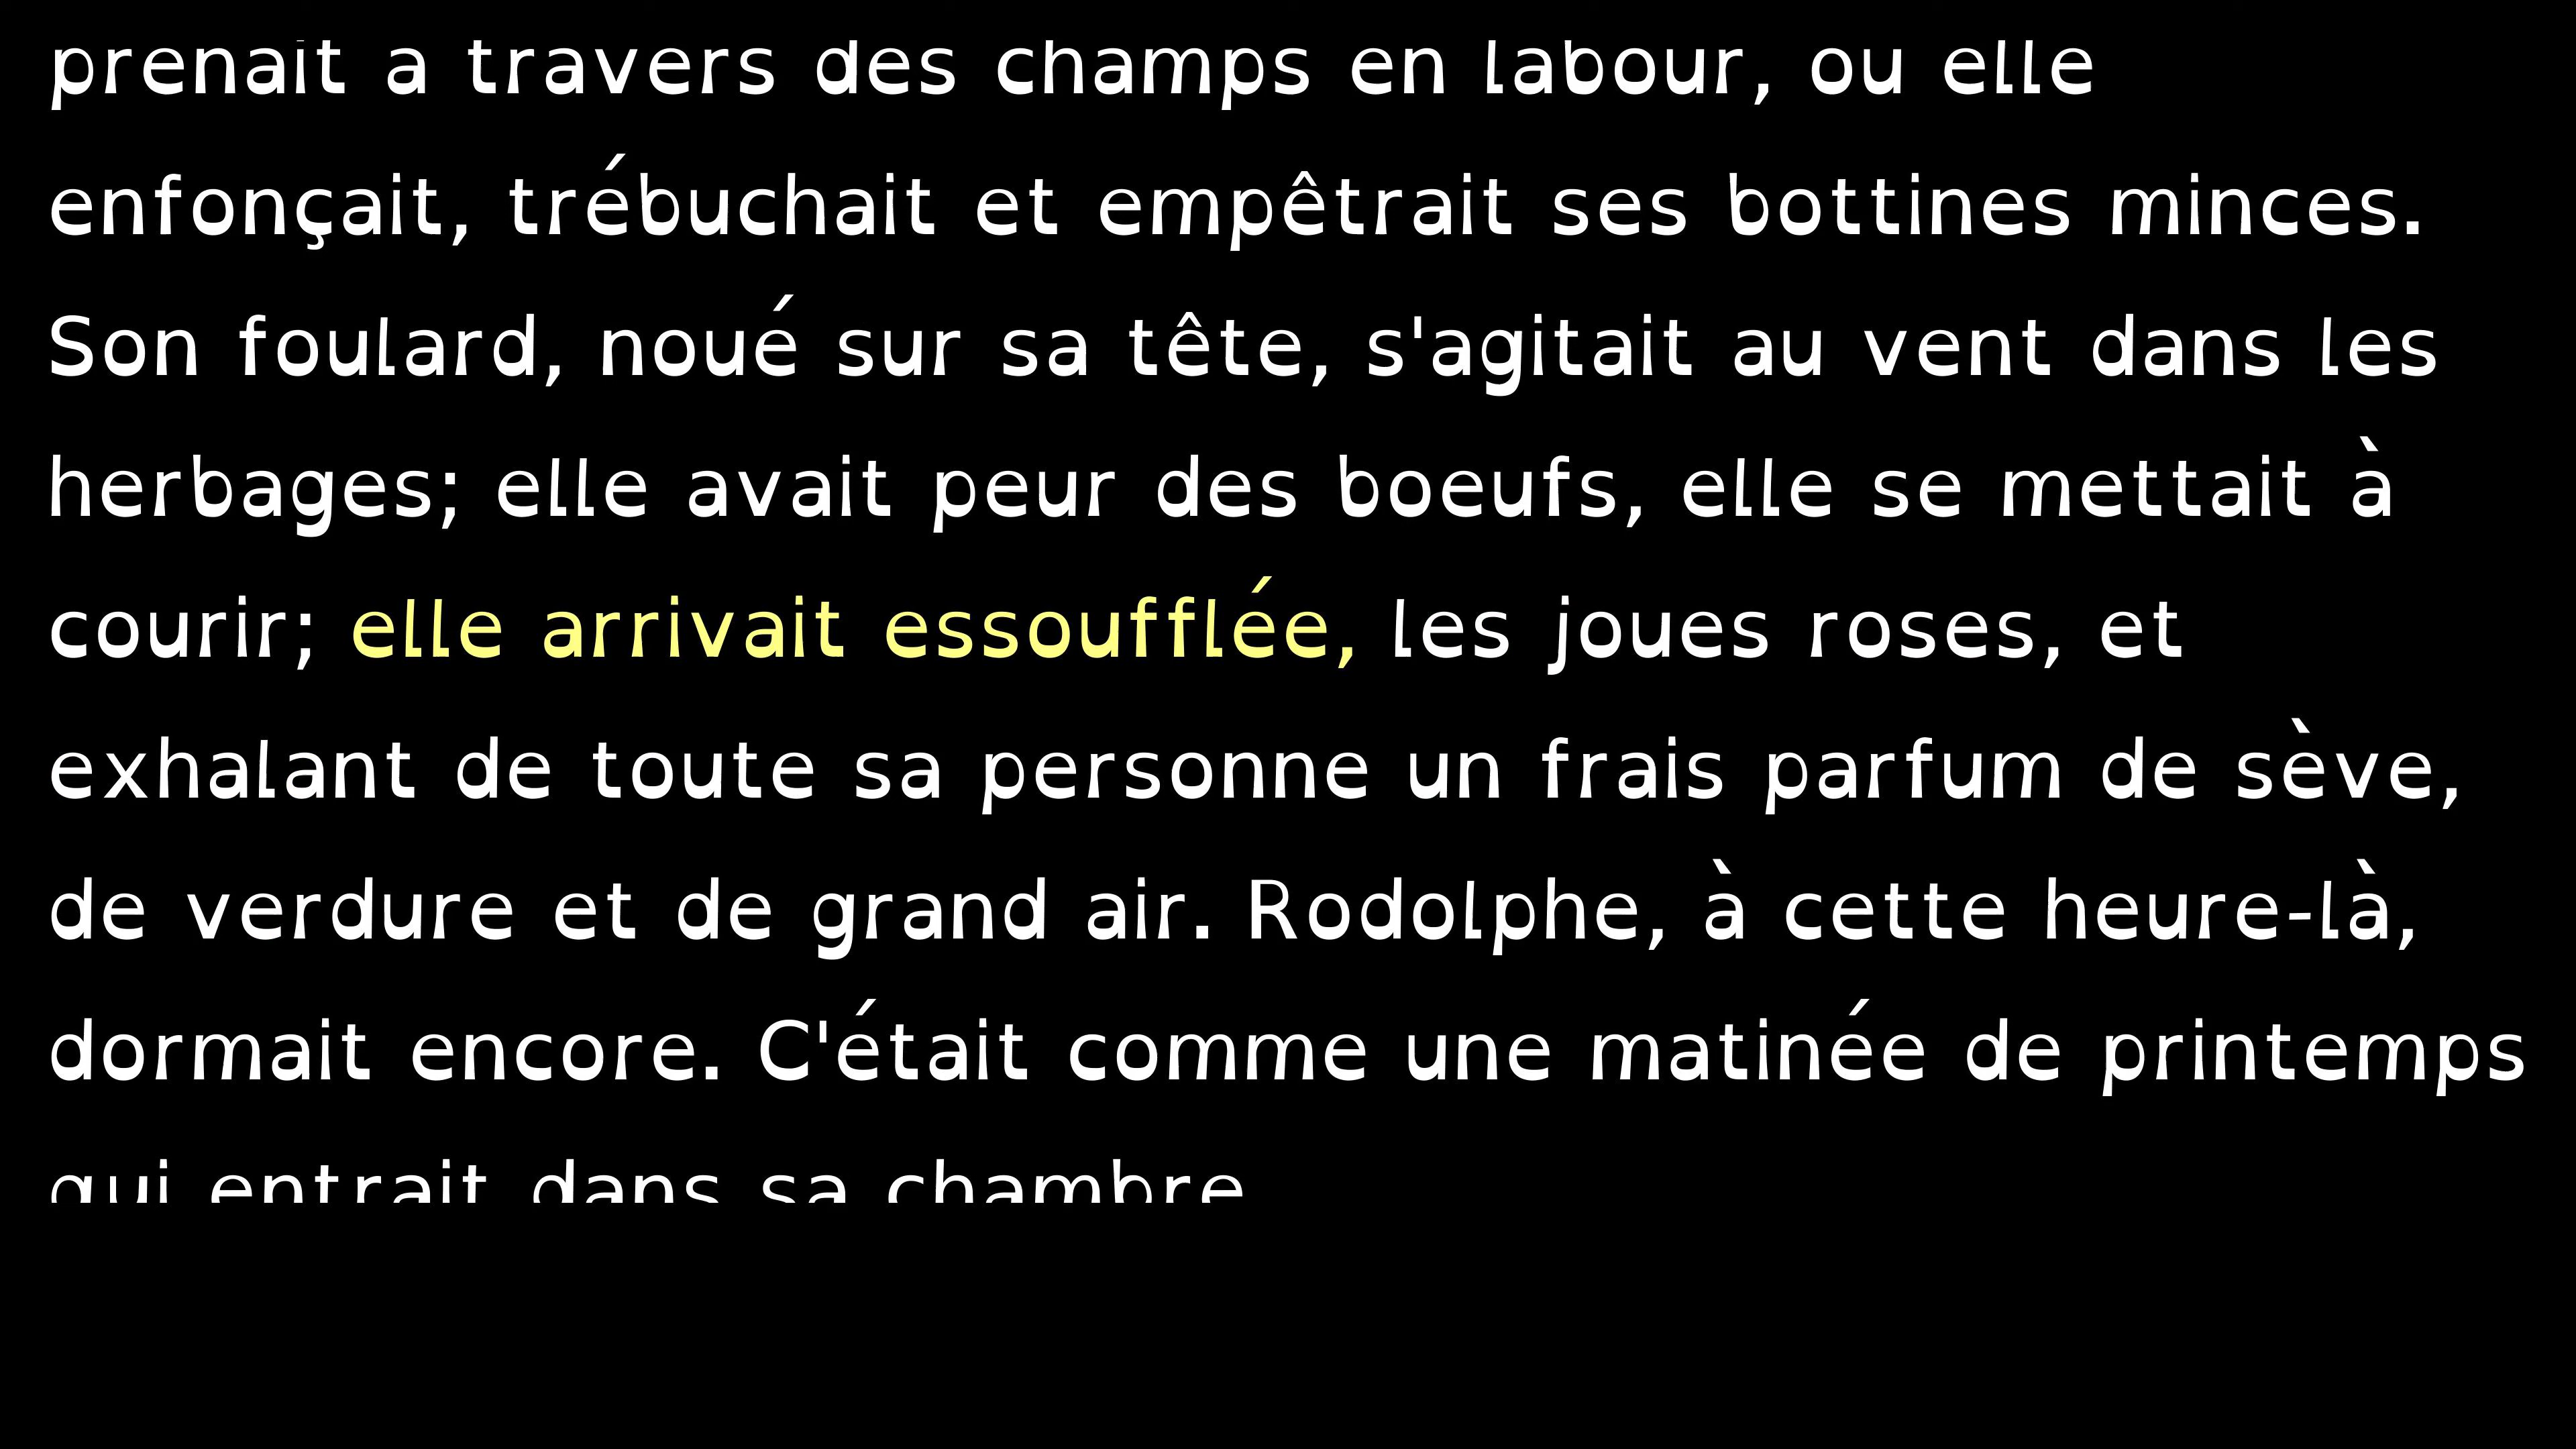 prenait à travers des champs en labour, où elle
enfonçait, trébuchait et empêtrait ses bottines minces.
Son foulard, noué sur sa tête, s'agitait au vent dans les
herbages; elle avait peur des boeufs, elle se mettait à
courir; elle arrivait essoufflée, les joues roses, et
exhalant de toute sa personne un frais parfum de sève,
de verdure et de grand air. Rodolphe, à cette heure-là,
dormait encore. C'était comme une matinée de printemps
qui entrait dans sa chambre